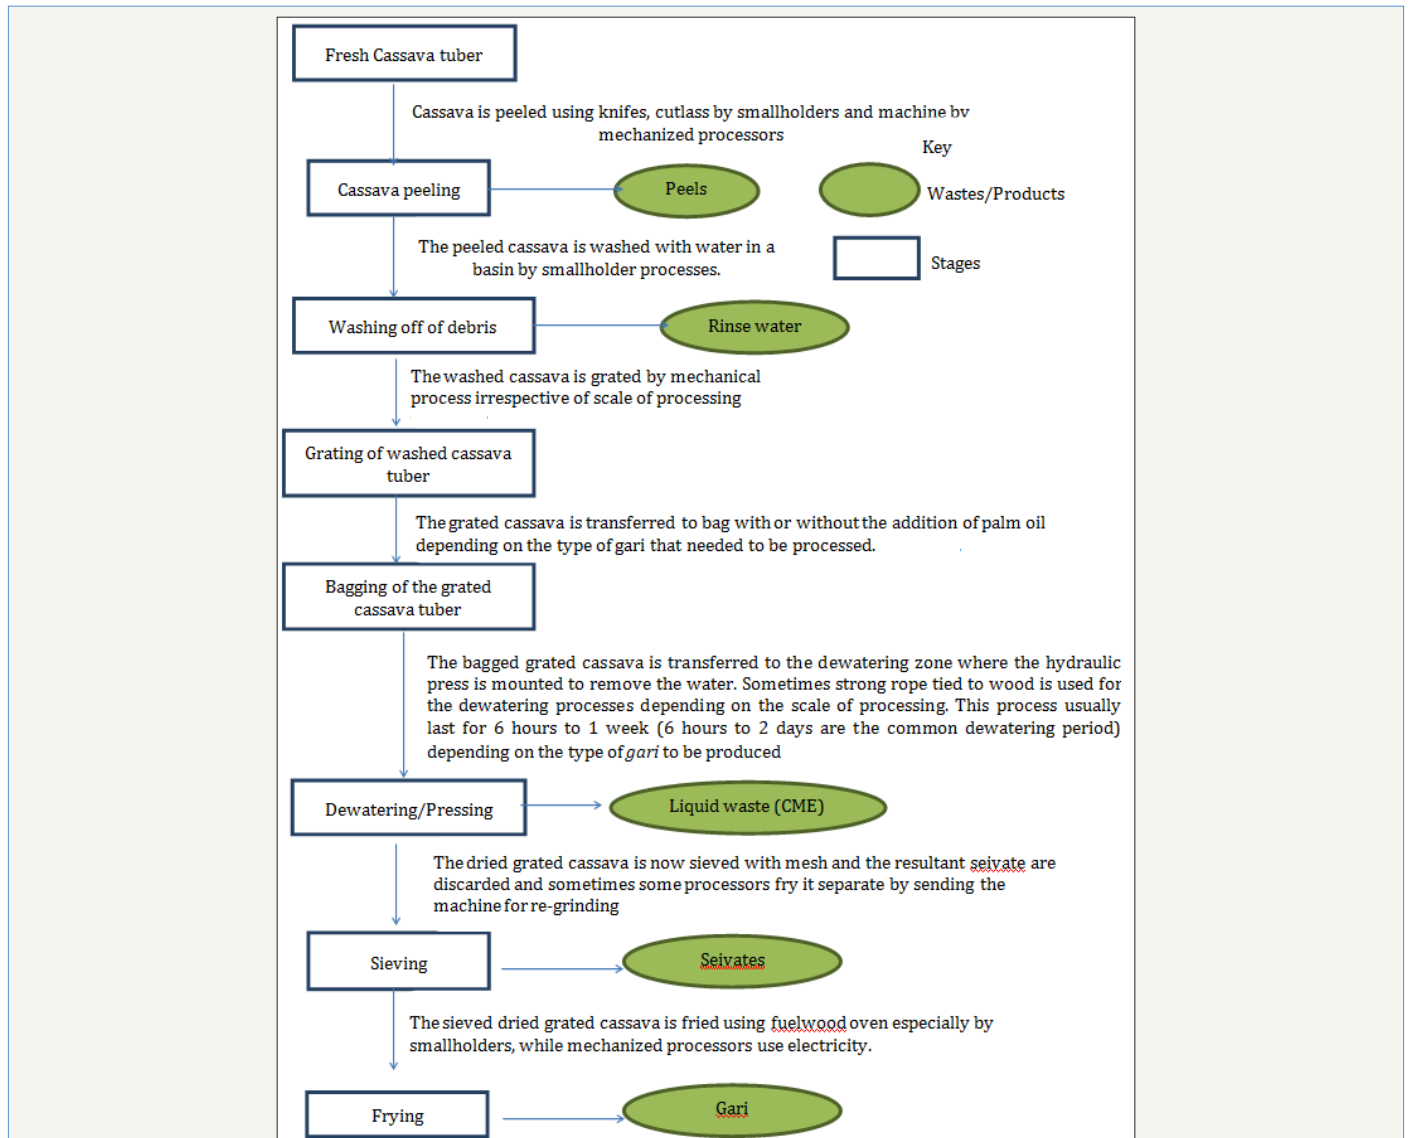 Fresh Cassava tuber
Cassava is peeled using knifes, cutlass by smallholders and machine by
mechanized processors
Key
Cassava peeling
Peels
Wastes/Products
The peeled cassava is washed with water in a
basin by smallholder processes.
Stages
Washing off of debris
Rinse water
The washed cassava is grated by mechanical
process irrespective of scale of processing
Grating of washed cassava
tuber
The grated cassava is transferred to bag with or without the addition of palm oil
depending on the type of gari that needed to be processed.
Bagging of the grated
cassava tuber
The bagged grated cassava is transferred to the dewatering zone where the hydraulic
press is mounted to remove the water. Sometimes strong rope tied to wood is used for
the dewatering processes depending on the scale of processing. This process usually
last for 6 hours to 1 week (6 hours to 2 days are the common dewatering period)
depending on the type of gari to be produced
Dewatering/Pressing
Liquid waste (CME)
The dried grated cassava is now sieved with mesh and the resultant seivate are
discarded and sometimes some processors fry it separate by sending the
machine for re-grinding
Sieving
Seivates
The sieved dried grated cassava is fried using fuelwood oven especially by
smallholders, while mechanized processors use electricity.
Frying
Gari